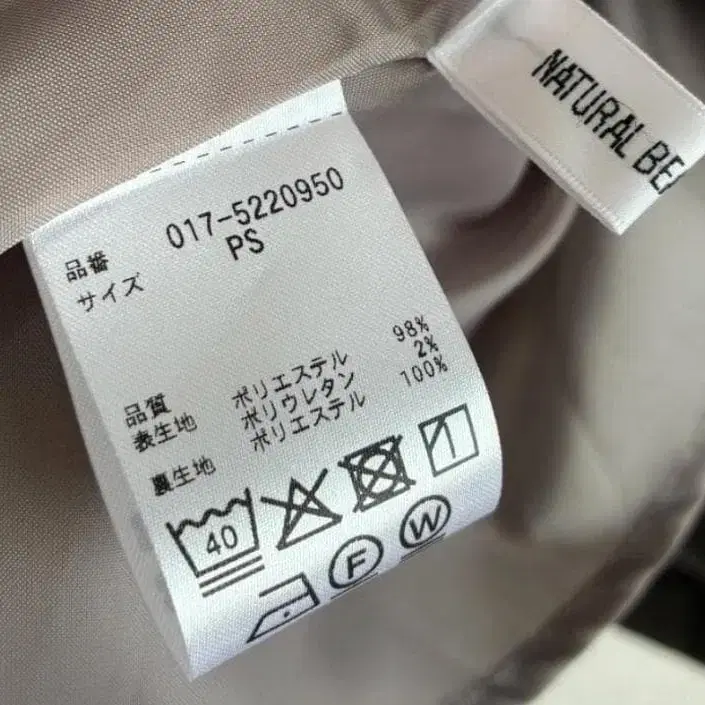 NATURAL BEA
品番 017-5220950
サイズ PS
品質
表生地 ポリエステル 98%
ポリウレタン 2%
裏生地 ポリエステル 100%
40
F W